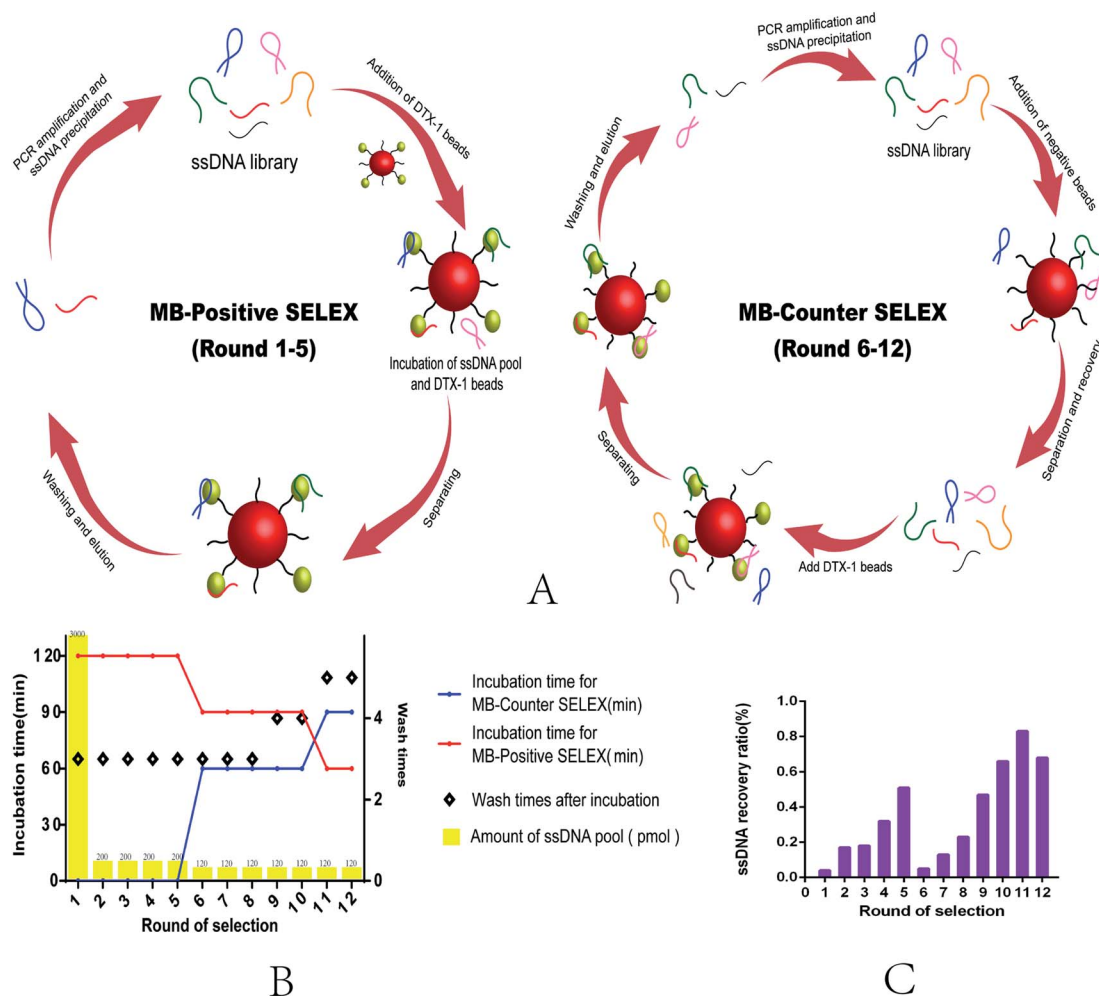 PCR amplification and
ssDNA precipitation
ssDNA library
Addition of DTX-1 beads
MB-Positive SELEX
(Round 1-5)
Incubation of ssDNA pool
and DTX-1 beads
Separating
Washing and elution
PCR amplification and
ssDNA precipitation
ssDNA library
Addition of negative beads
MB-Counter SELEX
(Round 6-12)
Separation and recovery
Add DTX-1 beads
Separating
Washing and elution
A
Incubation time(min)
120
90
60
30
0
3000
200
200
200
200
120
120
120
120
120
120
120
4
2
0
Wash times
1
2
3
4
5
6
7
8
9
10
11
12
Round of selection
Incubation time for
MB-Counter SELEX(min)
Incubation time for
MB-Positive SELEX(min)
Wash times after incubation
Amount of ssDNA pool ( pmol )
B
ssDNA recovery ratio(%)
1.0
0.8
0.6
0.4
0.2
0.0
0 1 2 3 4 5 6 7 8 9 10 11 12
Round of selection
C